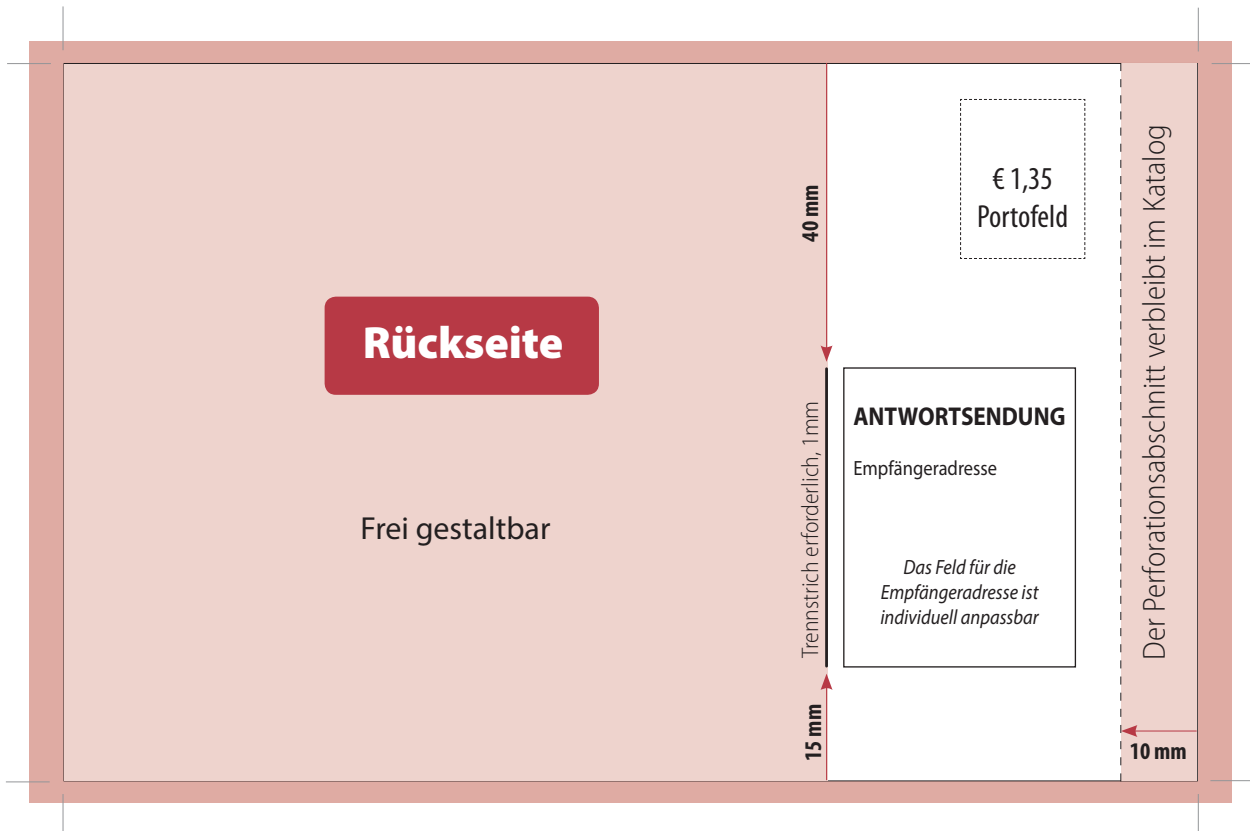 Rückseite
Frei gestaltbar
40 mm
Trennstrich erforderlich, 1mm
15 mm
€ 1,35
Portofeld
ANTWORTSENDUNG
Empfängeradresse
Das Feld für die
Empfängeradresse ist
individuell anpassbar
Der Perforationsabschnitt verbleibt im Katalog
10 mm